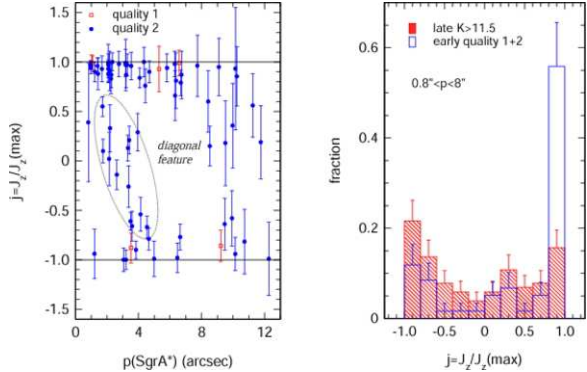 quality 1
quality 2
1.5
1.0
0.5
0
-0.5
-1.0
-1.5
j=J_z/J_z(max)
diagonal
feature
0 4 8 12
p(SgrA*) (arcsec)
late K>11.5
early quality 1+2
0.8"<p<8"
0.6
0.4
0.2
0
fraction
-1.0 -0.5 0 0.5 1.0
j=J_z/J_z(max)